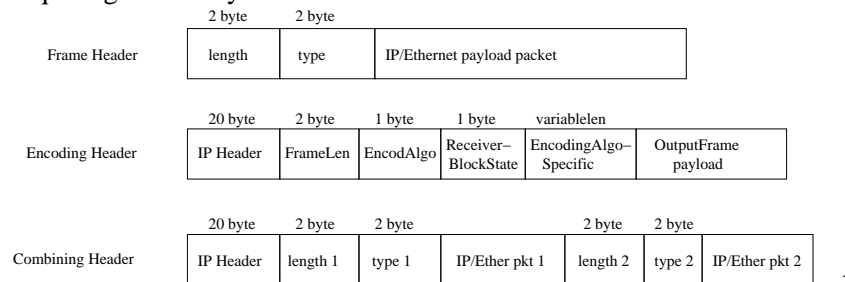 2 byte 2 byte
Frame Header length type IP/Ethernet payload packet
20 byte 2 byte 1 byte 1 byte variablelen
Encoding Header IP Header FrameLen EncodAlgo Receiver– BlockState EncodingAlgo– Specific OutputFrame payload
20 byte 2 byte 2 byte 2 byte 2 byte
Combining Header IP Header length 1 type 1 IP/Ether pkt 1 length 2 type 2 IP/Ether pkt 2